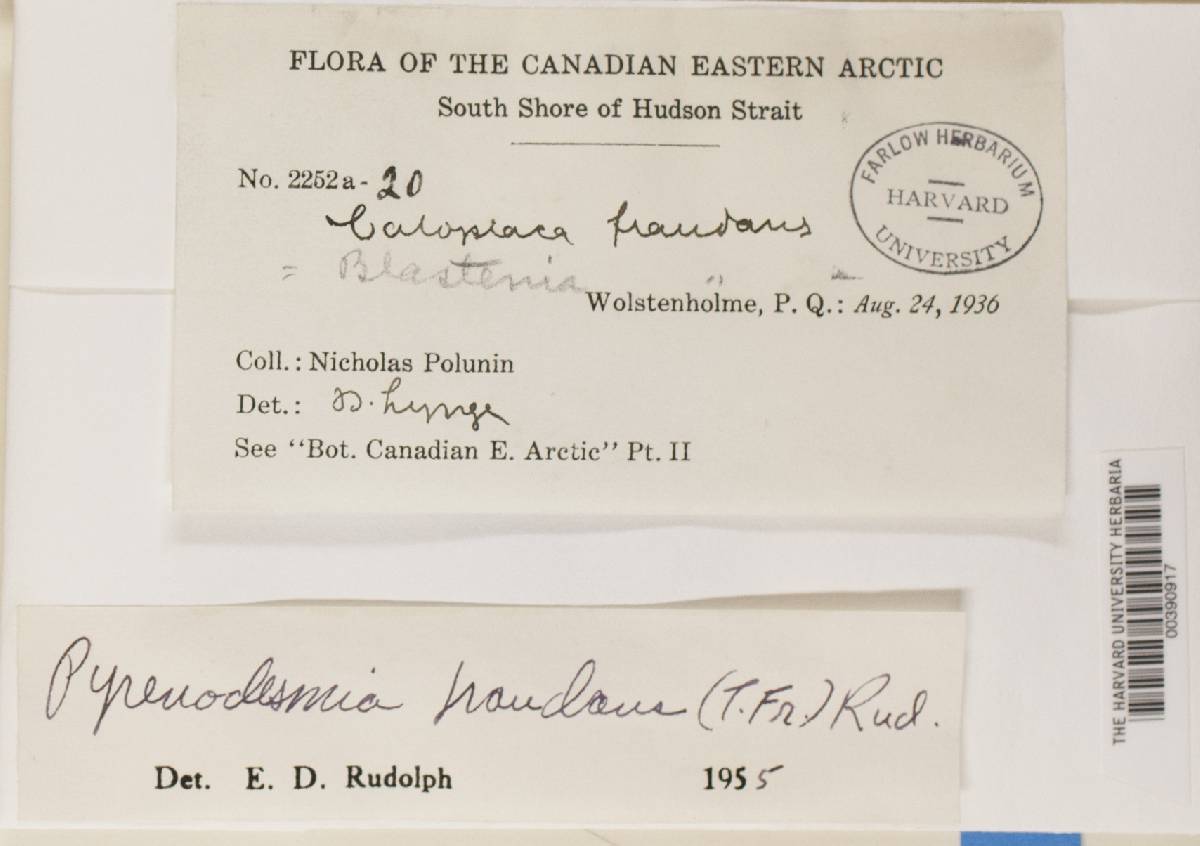 FLORA OF THE CANADIAN EASTERN ARCTIC
South Shore of Hudson Strait
FARLOW HERBARIUM
HARVARD
UNIVERSITY
No. 2252a-20
Caloplaca fraudans
= Blastenia "
Wolstenholme, P. Q.: Aug. 24, 1936
Coll.: Nicholas Polunin
Det.: B. Lynge
See "Bot. Canadian E. Arctic" Pt. II
THE HARVARD UNIVERSITY HERBARIA
00390917
Pyrenodesmia fraudans (T.Fr.) Rud.
Det. E. D. Rudolph 1955